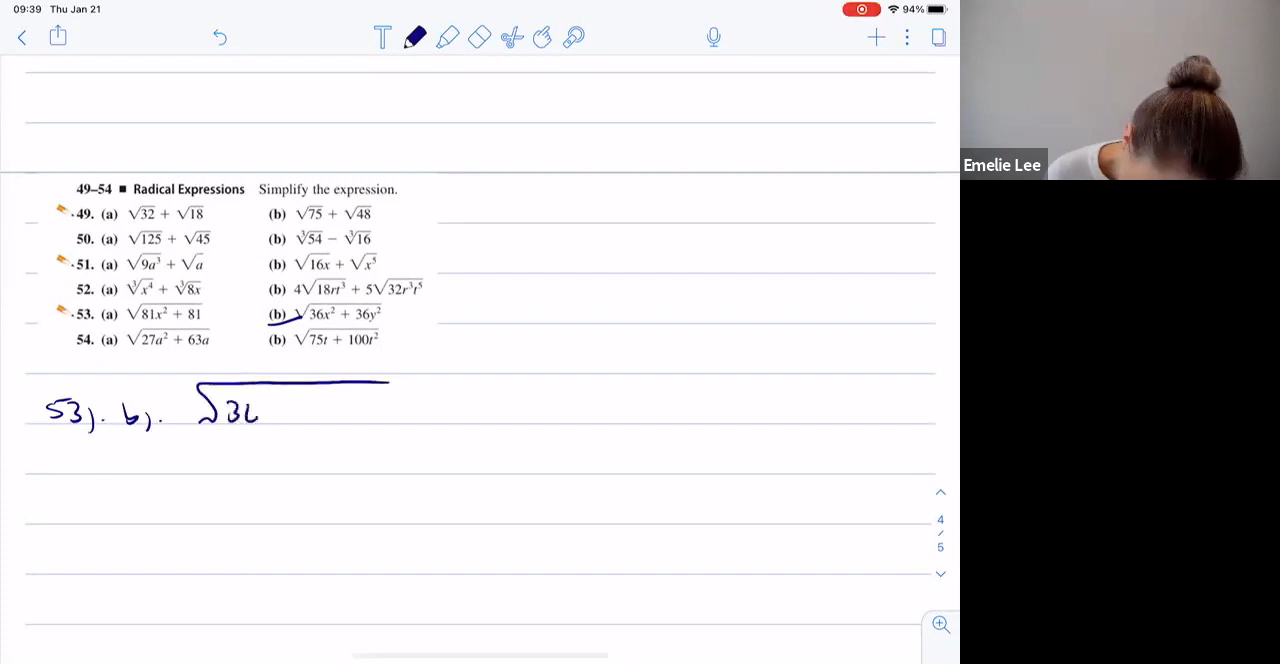 09:39 Thu Jan 21 94%
T
Emelie Lee
49–54 ■ Radical Expressions Simplify the expression.
49. (a) √32 + √18 (b) √75 + √48
50. (a) √125 + √45 (b) ∛54 − ∛16
51. (a) √(9a³) + √a (b) √(16x) + √(x⁵)
52. (a) ∛(x⁴) + ∛(8x) (b) 4√(18rt³) + 5√(32r³t⁵)
53. (a) √(81x² + 81) (b) √(36x² + 36y²)
54. (a) √(27a² + 63a) (b) √(75t + 100t²)
53). b). √36
4
/
5